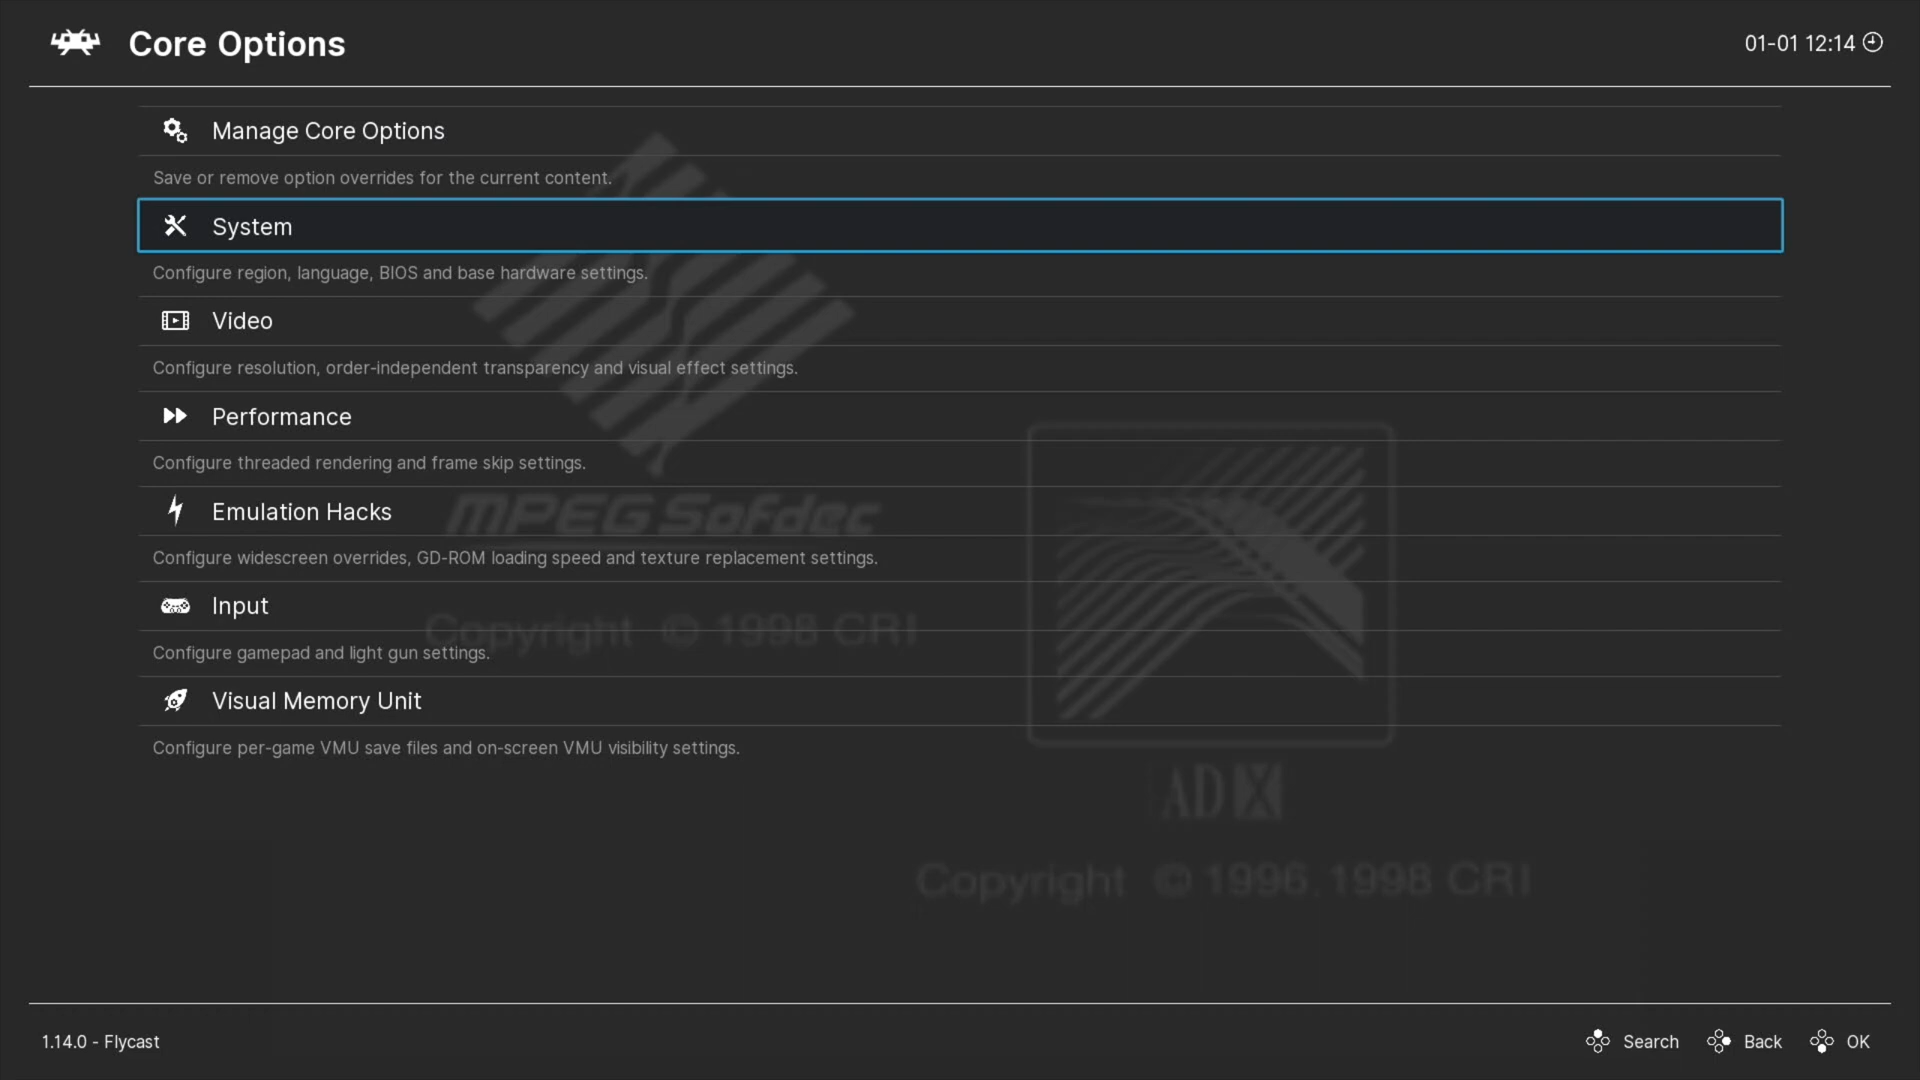 Core Options
01-01 12:14
Manage Core Options
Save or remove option overrides for the current content.
System
Configure region, language, BIOS and base hardware settings.
Video
Configure resolution, order-independent transparency and visual effect settings.
Performance
Configure threaded rendering and frame skip settings.
Emulation Hacks
MPEG Sofdec
Configure widescreen overrides, GD-ROM loading speed and texture replacement settings.
Input
Copyright © 1998 CRI
Configure gamepad and light gun settings.
Visual Memory Unit
Configure per-game VMU save files and on-screen VMU visibility settings.
ADX
Copyright © 1996,1998 CRI
1.14.0 - Flycast
Search
Back
OK